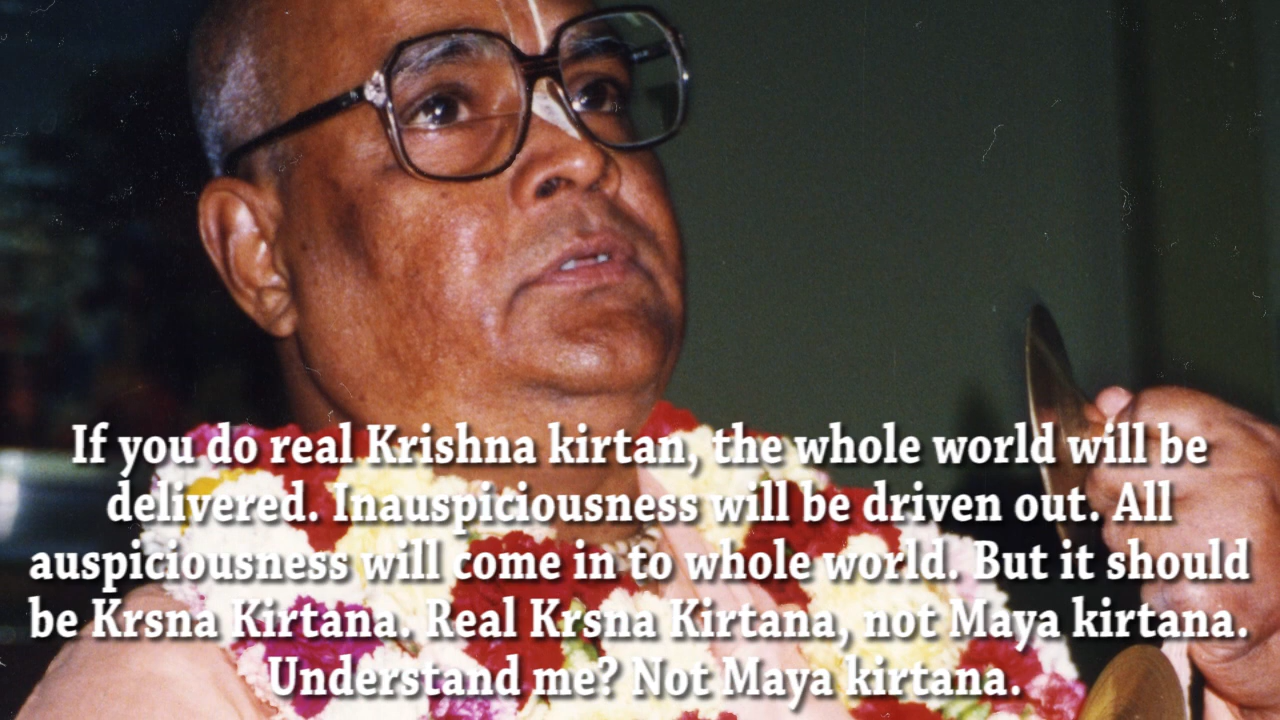 If you do real Krishna kirtan, the whole world will be
delivered. Inauspiciousness will be driven out. All
auspiciousness will come in to whole world. But it should
be Krsna Kirtana. Real Krsna Kirtana, not Maya kirtana.
Understand me? Not Maya kirtana.